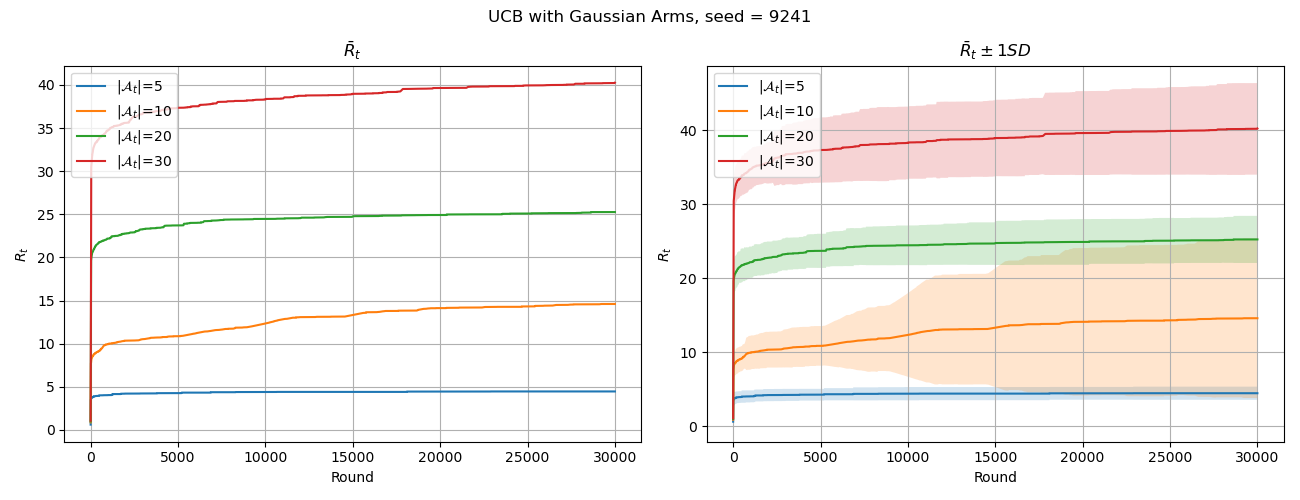 UCB with Gaussian Arms, seed = 9241
R̄ₜ
R̄ₜ ± 1SD
|𝒜ₜ|=5
|𝒜ₜ|=10
|𝒜ₜ|=20
|𝒜ₜ|=30
|𝒜ₜ|=5
|𝒜ₜ|=10
|𝒜ₜ|=20
|𝒜ₜ|=30
40
35
30
25
20
15
10
5
0
Rₜ
40
30
20
10
0
Rₜ
0 5000 10000 15000 20000 25000 30000
Round
0 5000 10000 15000 20000 25000 30000
Round